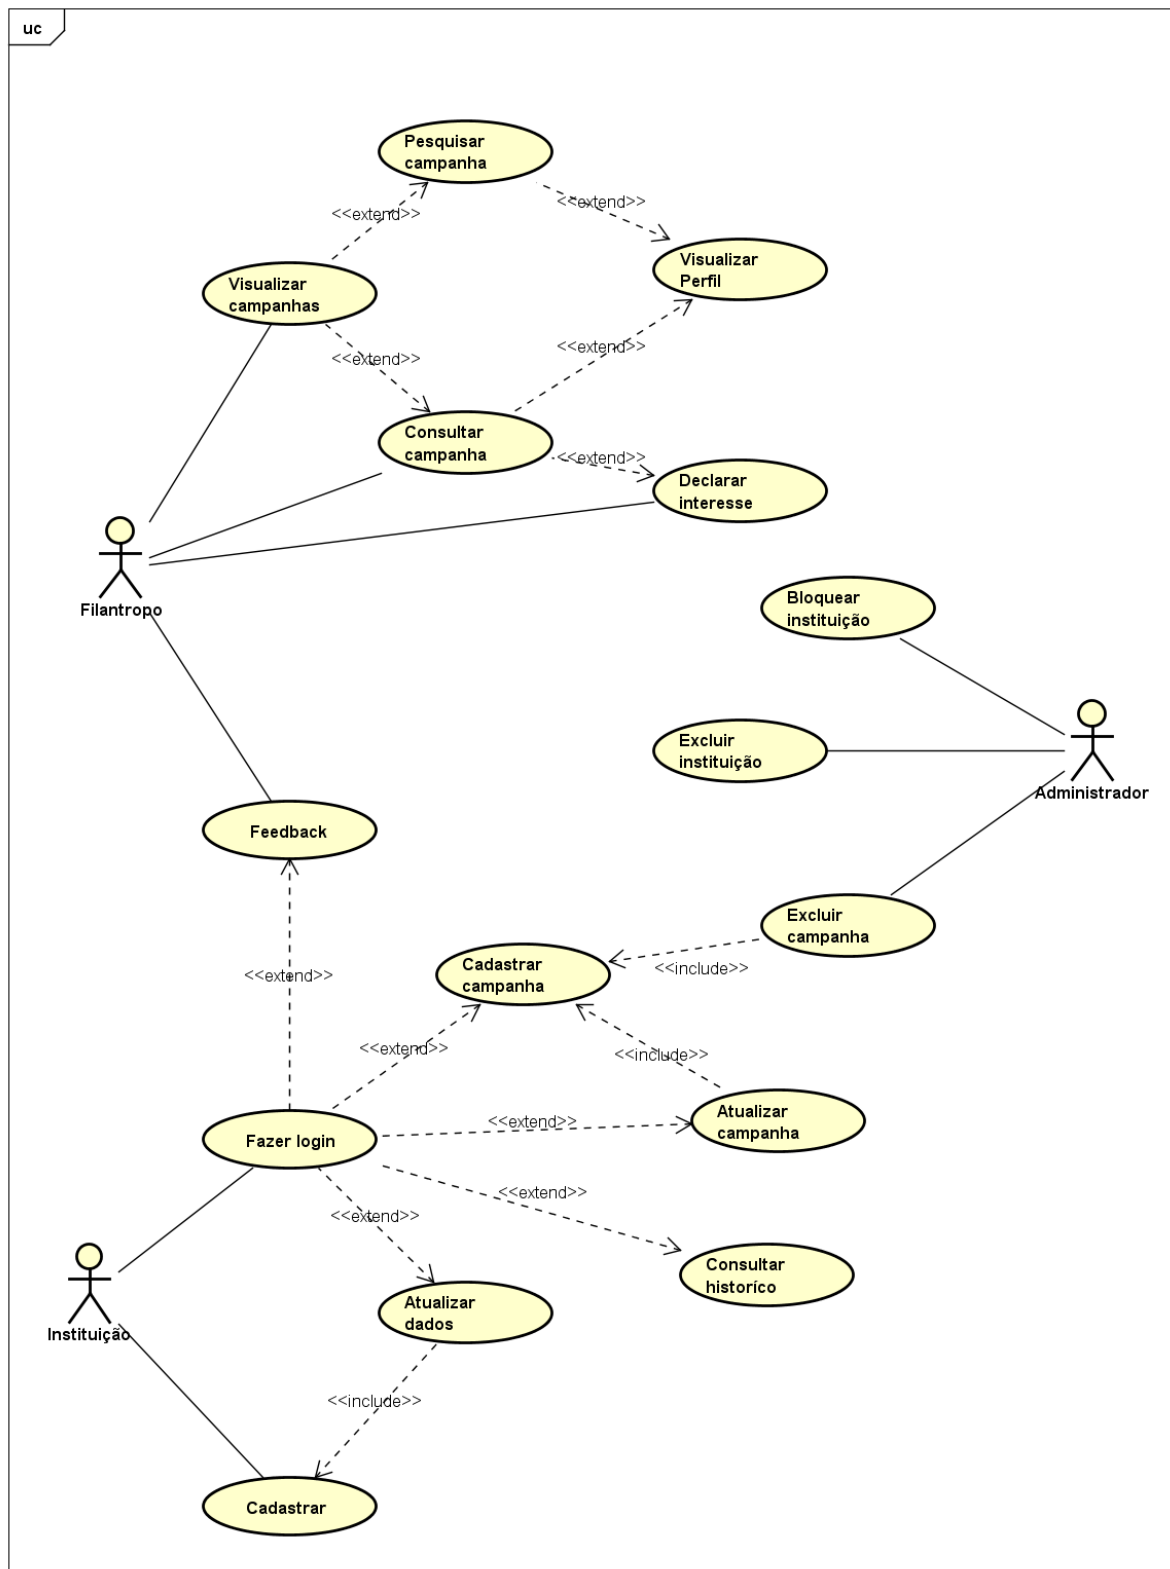 uc
Pesquisar
campanha
<<extend>>
<<extend>>
Visualizar
Perfil
Visualizar
campanhas
<<extend>>
<<extend>>
Consultar
campanha
<<extend>>
Declarar
interesse
Filantropo
Bloquear
instituição
Excluir
instituição
Administrador
Feedback
Excluir
campanha
<<extend>>
Cadastrar
campanha
<<include>>
<<extend>>
<<include>>
Fazer login
<<extend>>
Atualizar
campanha
<<extend>>
<<extend>>
Consultar
historíco
Instituição
Atualizar
dados
<<include>>
Cadastrar